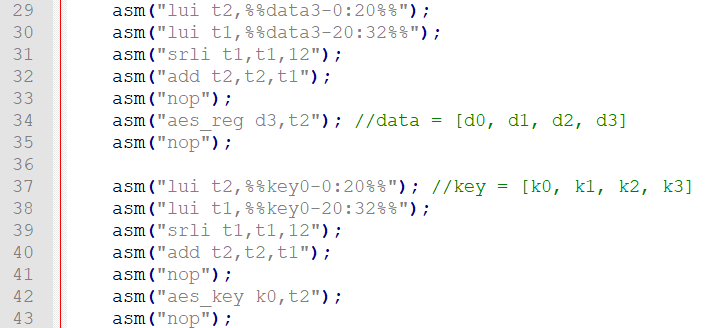 29 asm("lui t2,%%data3-0:20%%");
30 asm("lui t1,%%data3-20:32%%");
31 asm("srli t1,t1,12");
32 asm("add t2,t2,t1");
33 asm("nop");
34 asm("aes_reg d3,t2"); //data = [d0, d1, d2, d3]
35 asm("nop");
36
37 asm("lui t2,%%key0-0:20%%"); //key = [k0, k1, k2, k3]
38 asm("lui t1,%%key0-20:32%%");
39 asm("srli t1,t1,12");
40 asm("add t2,t2,t1");
41 asm("nop");
42 asm("aes_key k0,t2");
43 asm("nop");